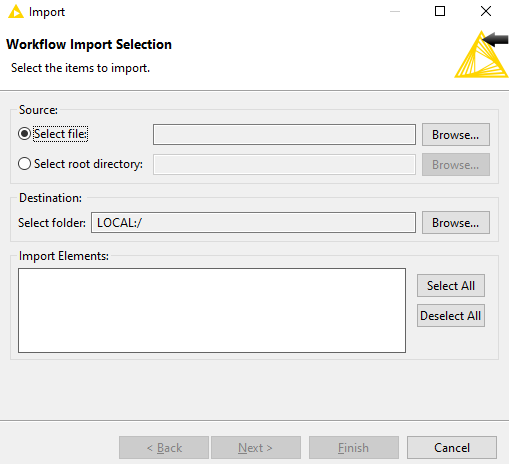 Import
Workflow Import Selection
Select the items to import.
Source:
Select file:
Browse...
Select root directory:
Browse...
Destination:
Select folder: LOCAL:/
Browse...
Import Elements:
Select All
Deselect All
< Back
Next >
Finish
Cancel